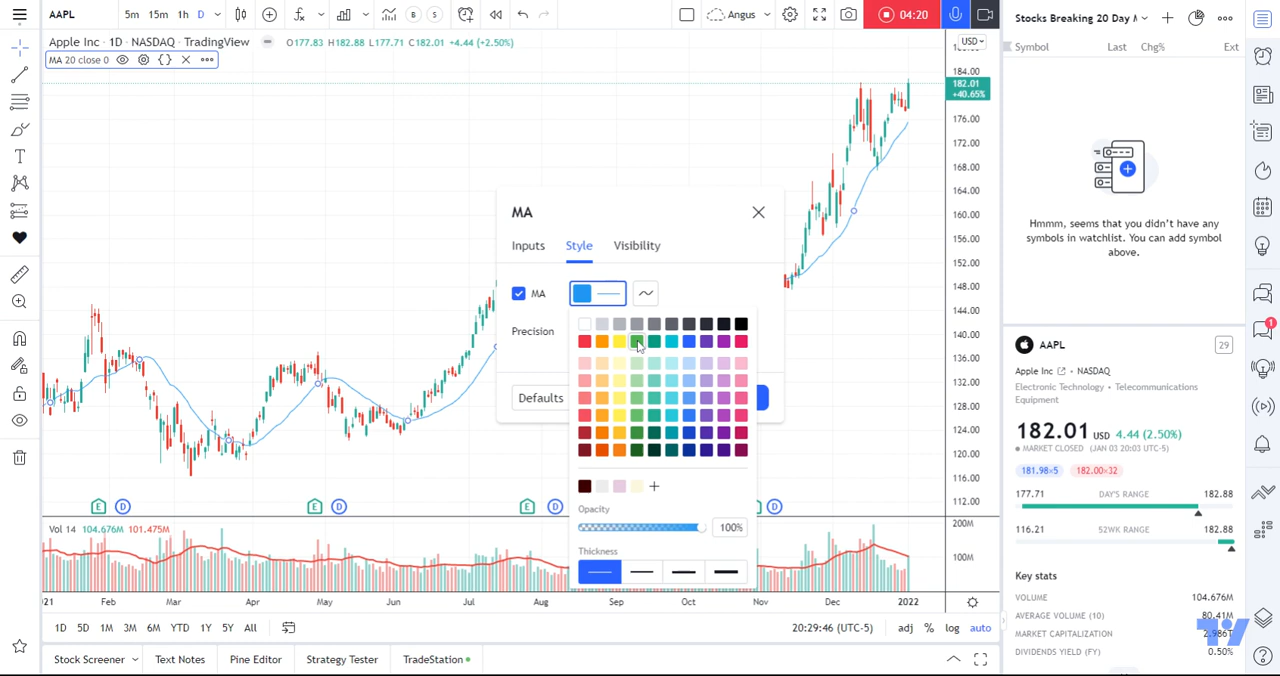 AAPL 5m 15m 1h D B S Angus 04:20
Apple Inc · 1D · NASDAQ · TradingView O177.83 H182.88 L177.71 C182.01 +4.44 (+2.50%) USD
MA 20 close 0
184.00
182.01
+40.65%
176.00
172.00
168.00
164.00
160.00
156.00
152.00
148.00
144.00
140.00
136.00
132.00
128.00
124.00
120.00
116.00
112.00
MA
Inputs Style Visibility
MA
Precision
Defaults
Opacity
100%
Thickness
E D E D E D D
Vol 14 104.676M 101.475M
200M
100M
Feb Mar Apr May Jun Jul Aug Sep Oct Nov Dec 2022
1D 5D 1M 3M 6M YTD 1Y 5Y All 20:29:46 (UTC-5) adj % log auto
Stock Screener Text Notes Pine Editor Strategy Tester TradeStation
Stocks Breaking 20 Day
Symbol Last Chg% Ext
Hmmm, seems that you didn't have any
symbols in watchlist. You can add symbol
above.
AAPL 29
Apple Inc · NASDAQ
Electronic Technology · Telecommunications
Equipment
182.01 USD 4.44 (2.50%)
MARKET CLOSED (JAN 03 20:03 UTC-5)
181.98×5 182.00×32
177.71 DAY'S RANGE 182.88
116.21 52WK RANGE 182.88
Key stats
VOLUME 104.676M
AVERAGE VOLUME (10) 80.41M
MARKET CAPITALIZATION 2.986T
DIVIDENDS YIELD (FY) 0.50%
1